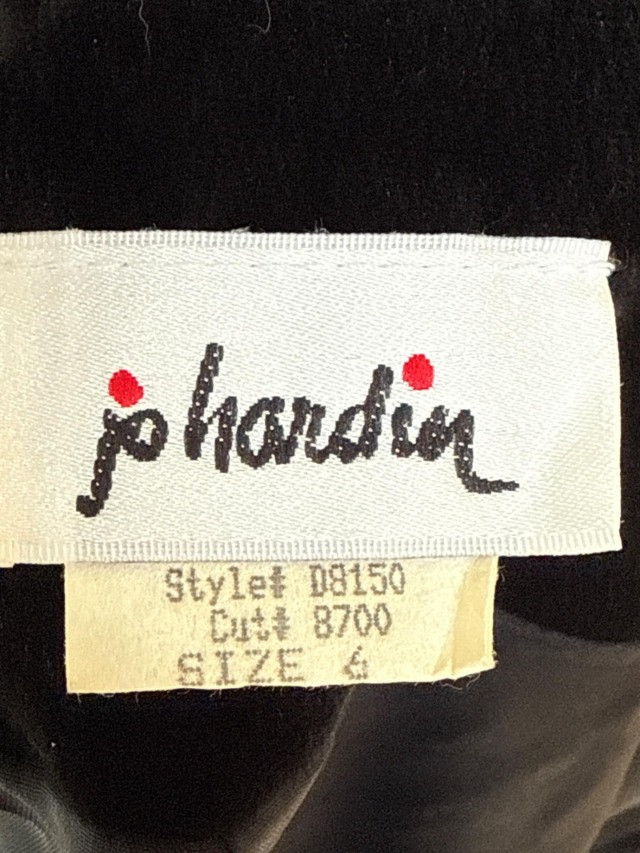 jo hardin
Style# D8150
Cut# 8700
SIZE 6